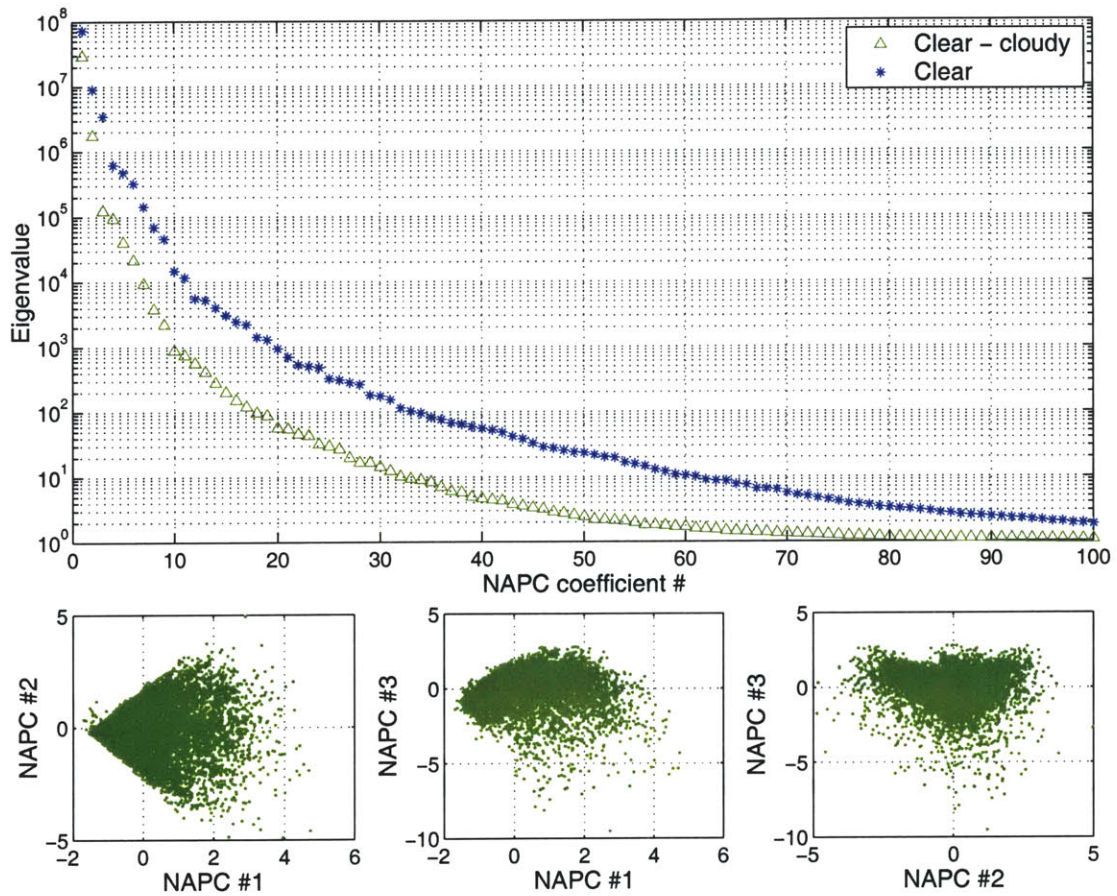 10^8
10^7
10^6
10^5
10^4
10^3
10^2
10^1
10^0
Eigenvalue
Clear − cloudy
Clear
0 10 20 30 40 50 60 70 80 90 100
NAPC coefficient #
5
0
−5
NAPC #2
−2 0 2 4 6
NAPC #1
5
0
−5
−10
NAPC #3
−2 0 2 4 6
NAPC #1
5
0
−5
−10
NAPC #3
−5 0 5
NAPC #2